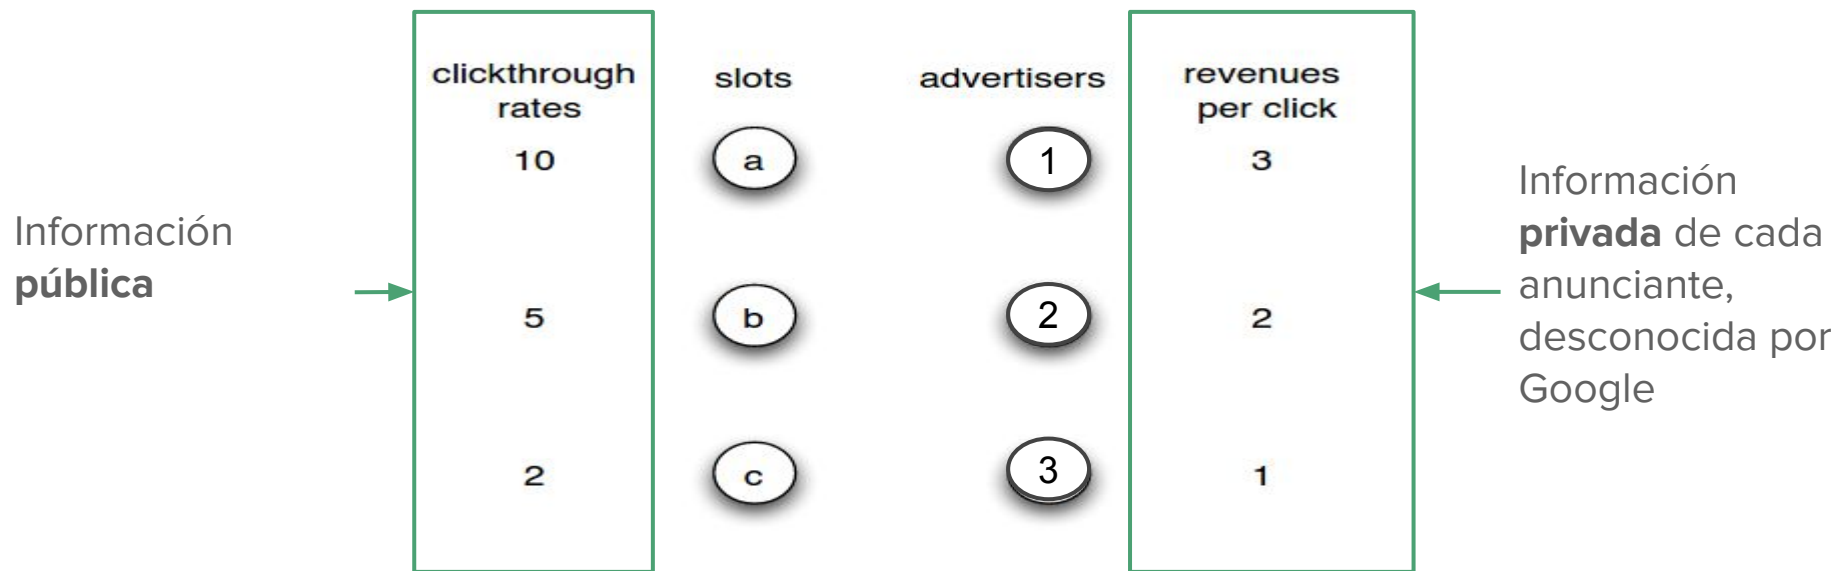 clickthrough
rates
slots
advertisers
revenues
per click
10
a
1
3
5
b
2
2
2
c
3
1
Información
pública
Información
privada de cada
anunciante,
desconocida por
Google